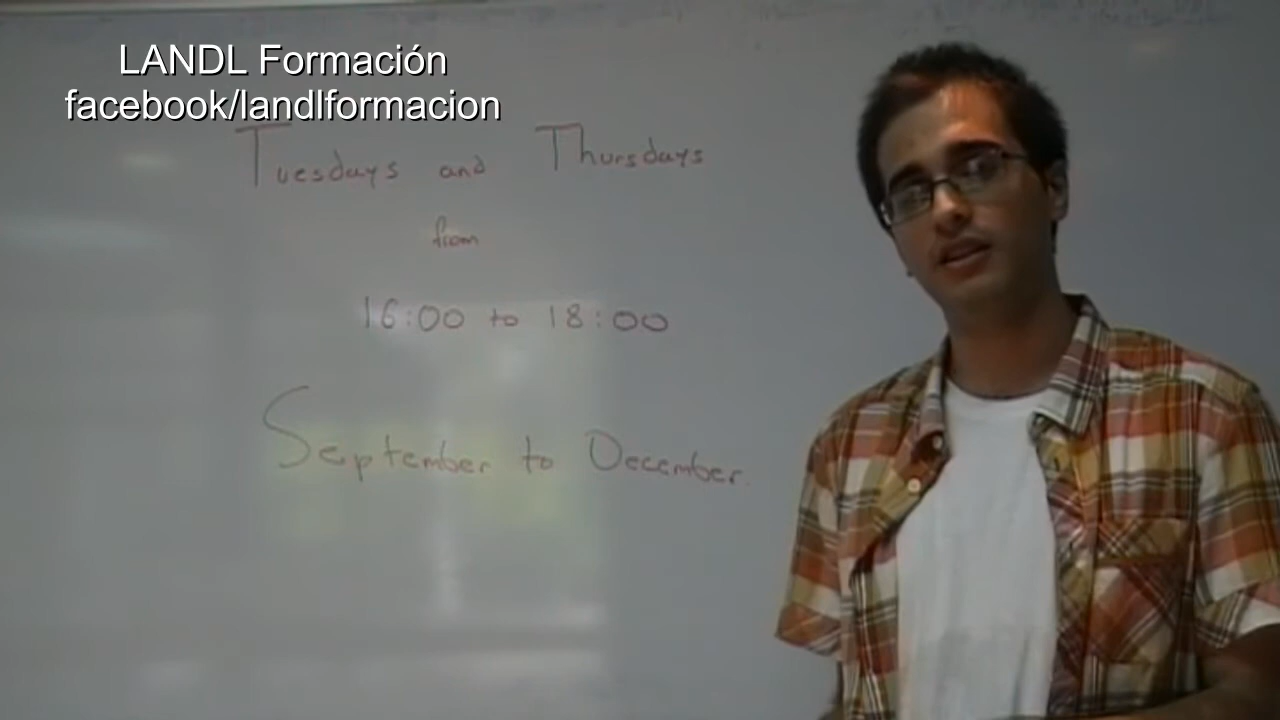 LANDL Formación
facebook/landlformacion
Tuesdays and Thursdays
from
16:00 to 18:00
September to December.